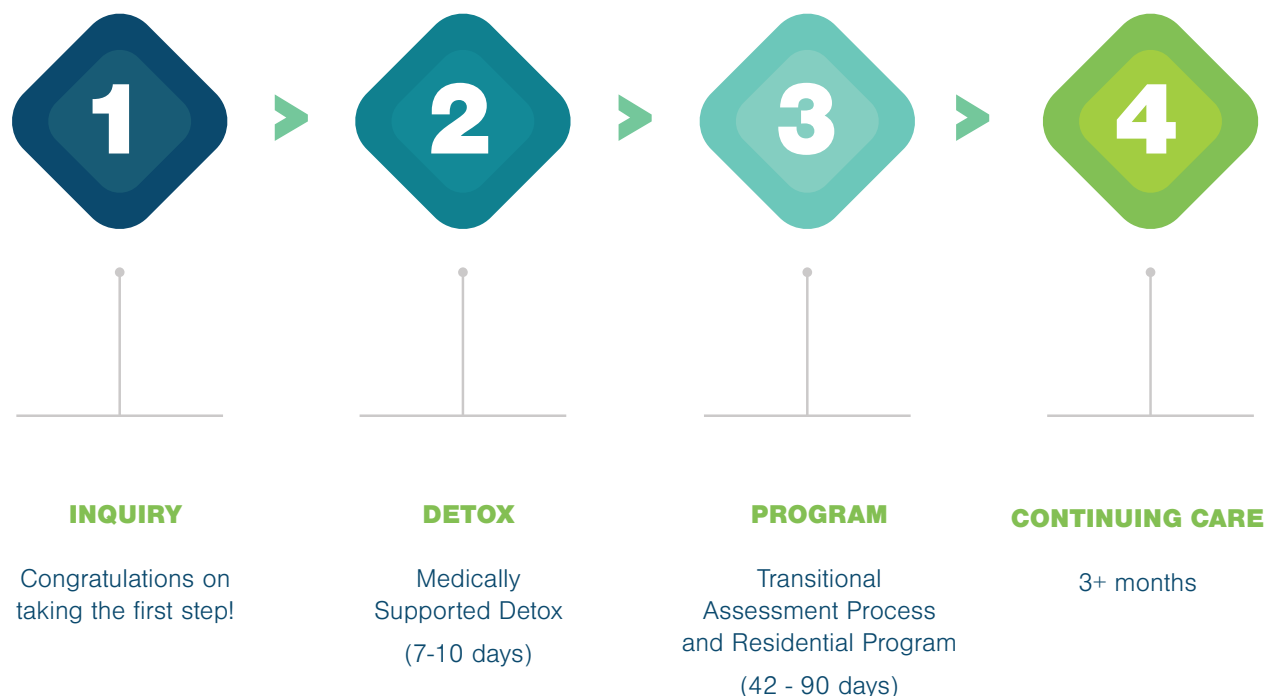 1 > 2 > 3 > 4
INQUIRY
Congratulations on
taking the first step!
DETOX
Medically
Supported Detox
(7-10 days)
PROGRAM
Transitional
Assessment Process
and Residential Program
(42 - 90 days)
CONTINUING CARE
3+ months